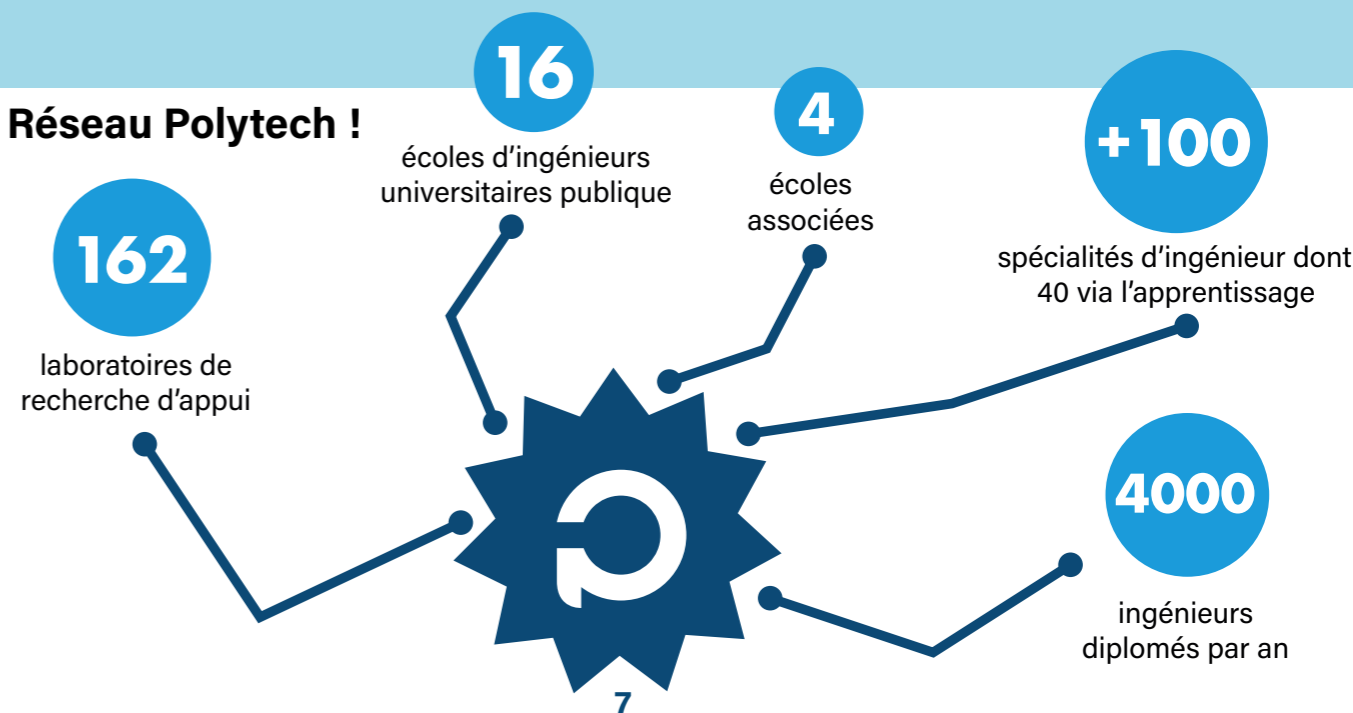 Réseau Polytech !
162
laboratoires de
recherche d'appui
16
écoles d'ingénieurs
universitaires publique
4
écoles
associées
+100
spécialités d'ingénieur dont
40 via l'apprentissage
4000
ingénieurs
diplomés par an
7